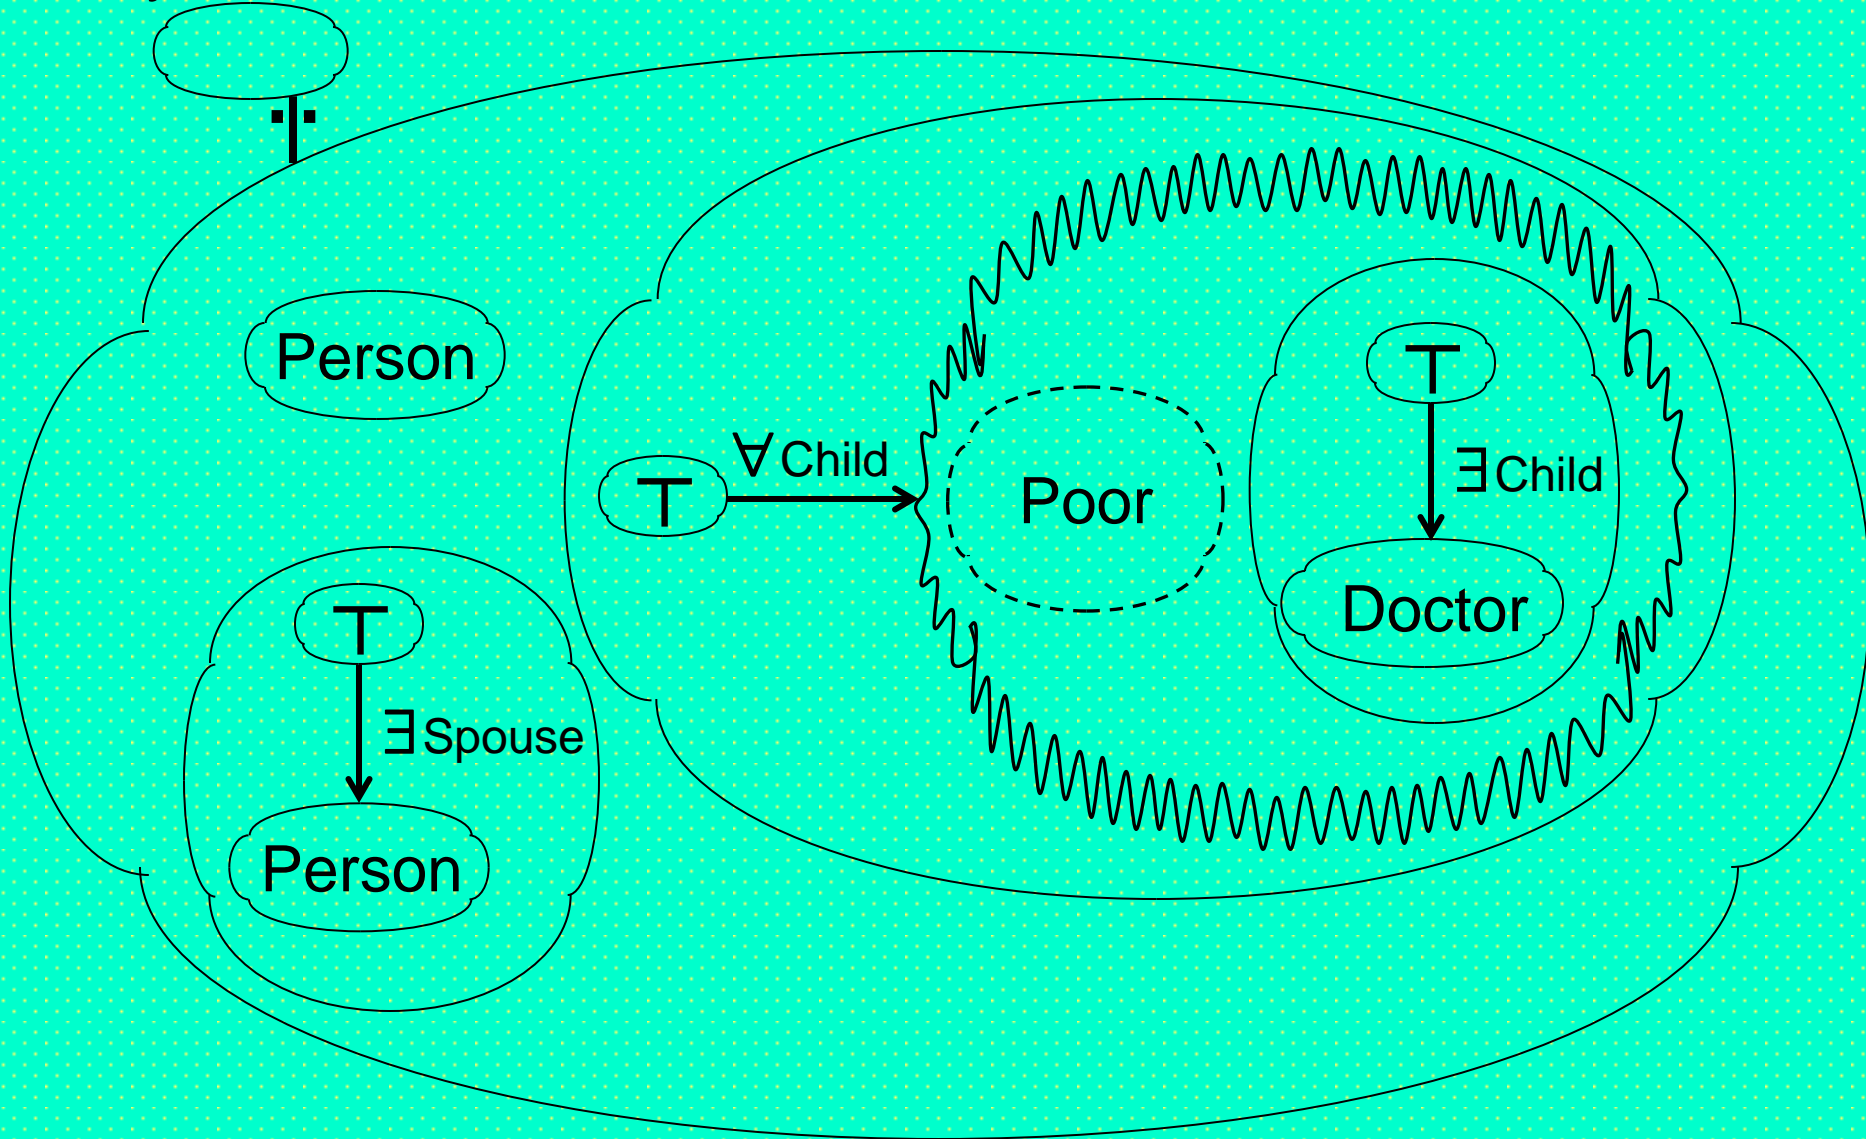 Person
⊤
∀ Child
Poor
⊤
∃ Child
Doctor
⊤
∃ Spouse
Person